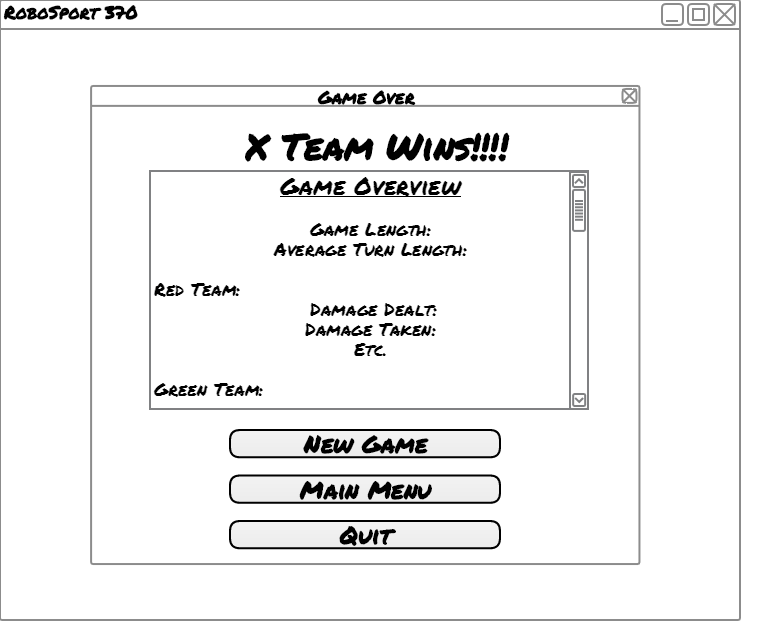 RoboSport 370
Game Over
X Team Wins!!!!
Game Overview
Game Length:
Average Turn Length:
Red Team:
Damage Dealt:
Damage Taken:
Etc.
Green Team:
New Game
Main Menu
Quit